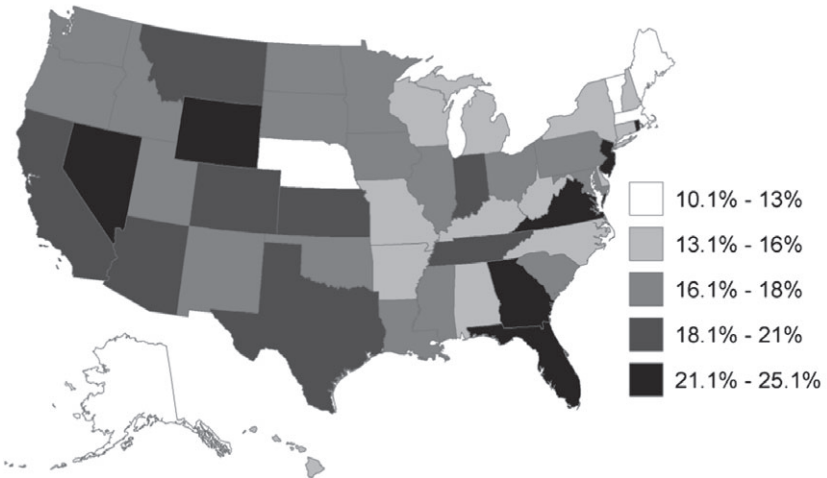 10.1% - 13%
13.1% - 16%
16.1% - 18%
18.1% - 21%
21.1% - 25.1%